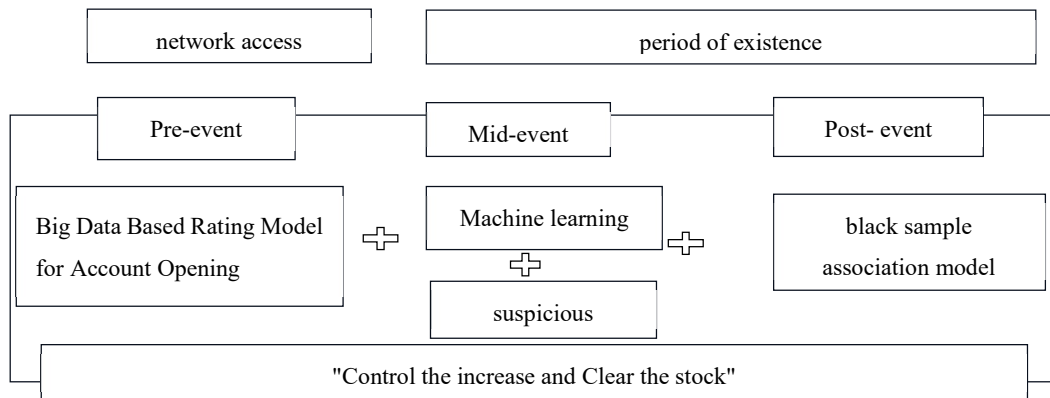 network access
period of existence
Pre-event
Mid-event
Post- event
Big Data Based Rating Model
for Account Opening
Machine learning
suspicious
black sample
association model
"Control the increase and Clear the stock"